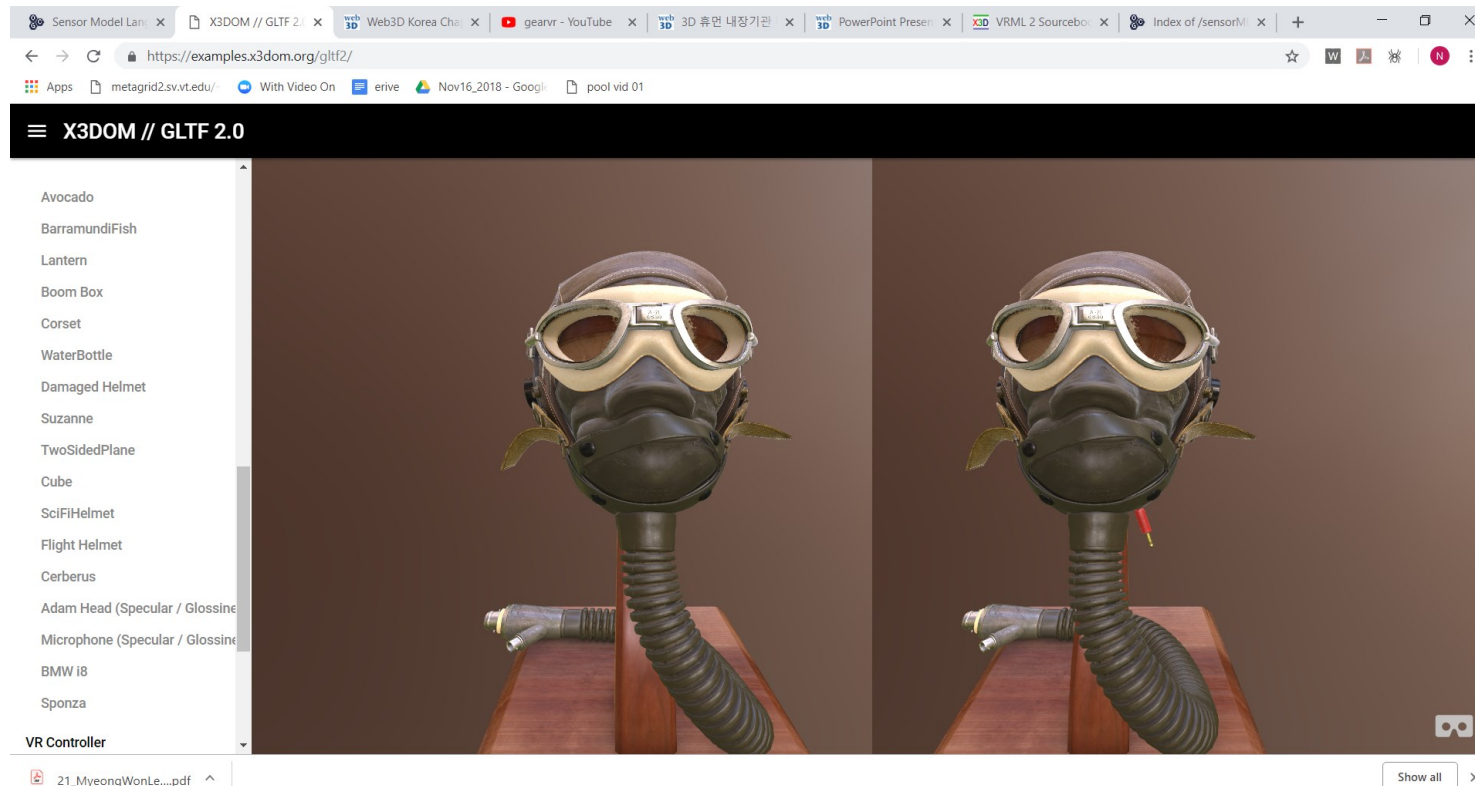 Sensor Model Lan
X3DOM // GLTF 2.
Web3D Korea Cha
gearvr - YouTube
3D 휴먼 내장기관
PowerPoint Presen
VRML 2 Sourceboo
Index of /sensorM
https://examples.x3dom.org/gltf2/
W
N
Apps
metagrid2.sv.vt.edu/
With Video On
erive
Nov16_2018 - Googl
pool vid 01
X3DOM // GLTF 2.0
Avocado
BarramundiFish
Lantern
Boom Box
Corset
WaterBottle
Damaged Helmet
Suzanne
TwoSidedPlane
Cube
SciFiHelmet
Flight Helmet
Cerberus
Adam Head (Specular / Glossine
Microphone (Specular / Glossine
BMW i8
Sponza
VR Controller
21_MyeongWonLe....pdf
Show all